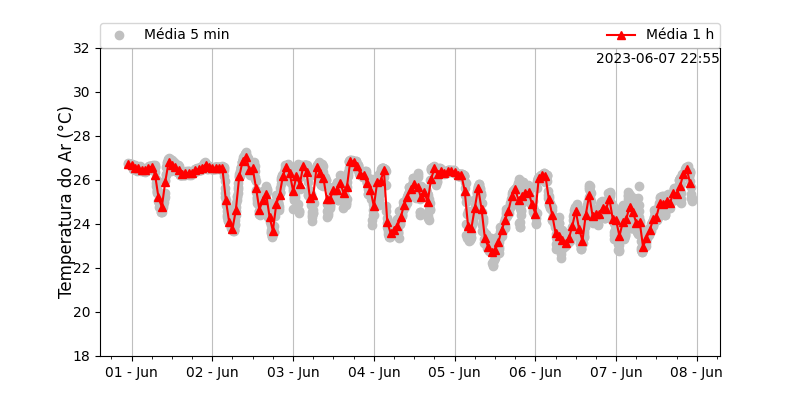 Média 5 min
Média 1 h
2023-06-07 22:55
Temperatura do Ar (°C)
32
30
28
26
24
22
20
18
01 - Jun
02 - Jun
03 - Jun
04 - Jun
05 - Jun
06 - Jun
07 - Jun
08 - Jun